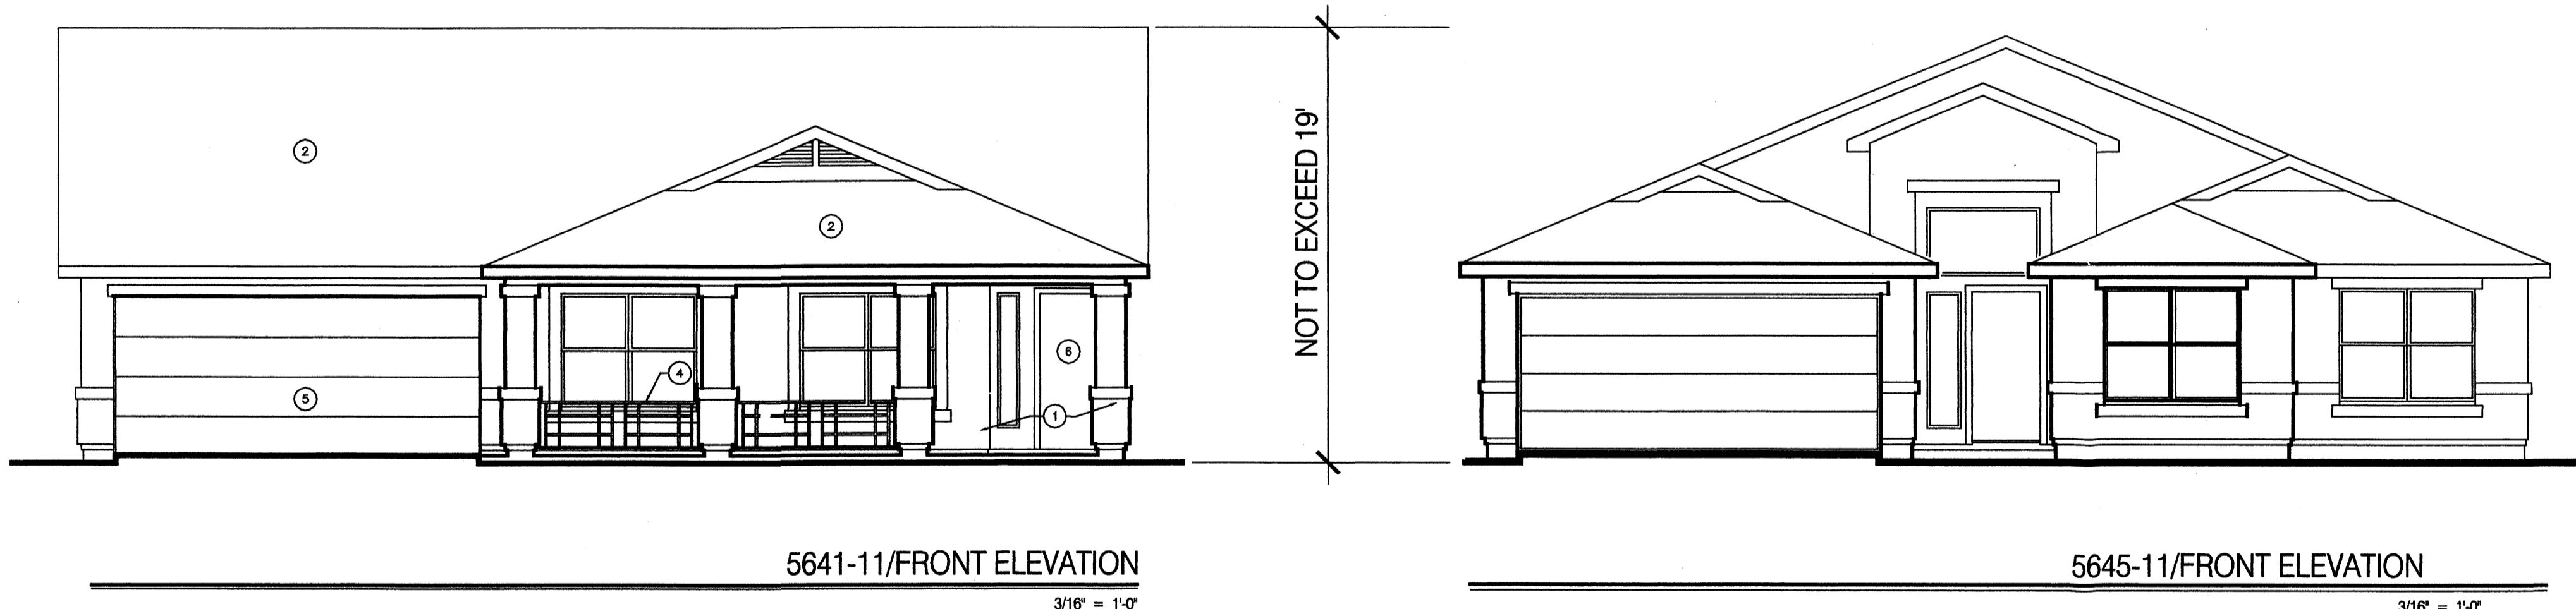 2
2
NOT TO EXCEED 19'
6
4
5
1
5641-11/FRONT ELEVATION
3/16" = 1'-0"
5645-11/FRONT ELEVATION
3/16" = 1'-0"